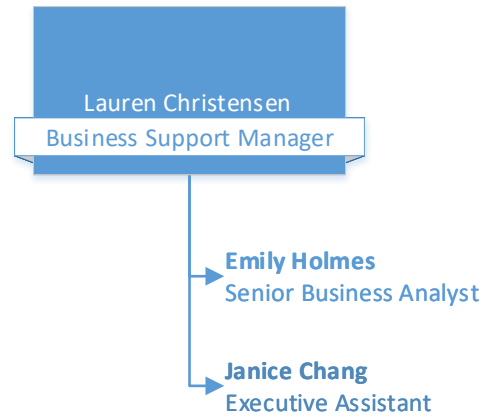 Lauren Christensen
Business Support Manager
Emily Holmes
Senior Business Analyst
Janice Chang
Executive Assistant